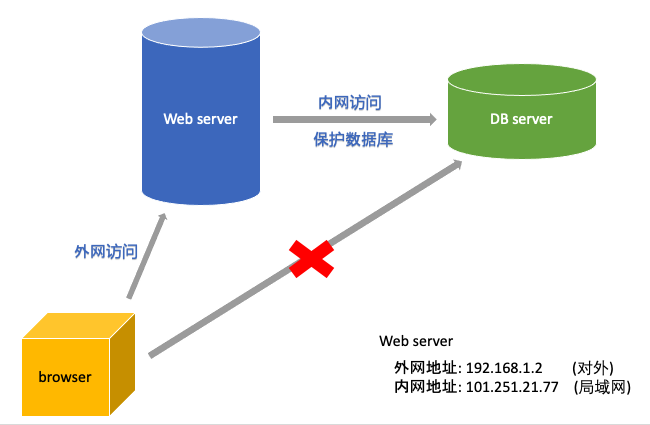 Web server
内网访问
保护数据库
DB server
外网访问
browser
Web server
外网地址: 192.168.1.2 (对外)
内网地址: 101.251.21.77 (局域网)